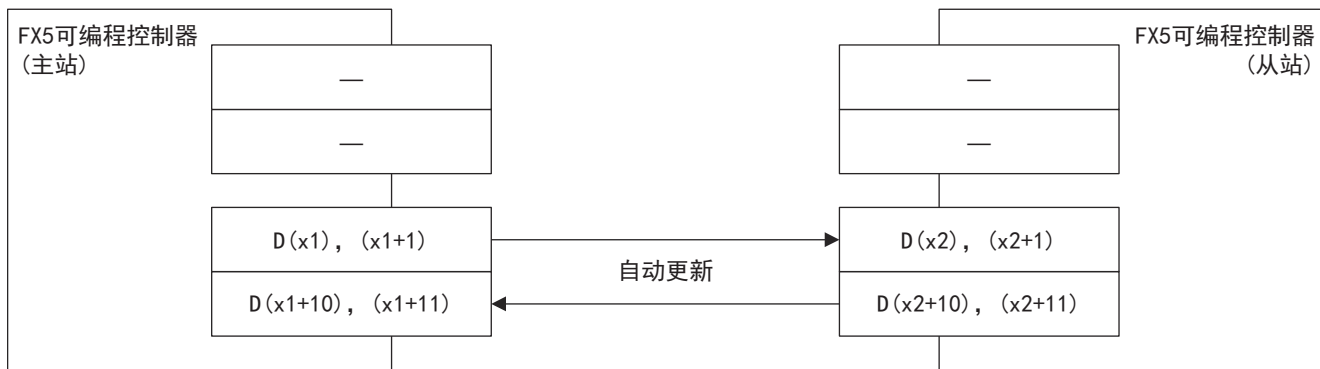 FX5可编程控制器
(主站)
—
—
D(x1), (x1+1)
D(x1+10), (x1+11)
自动更新
FX5可编程控制器
(从站)
—
—
D(x2), (x2+1)
D(x2+10), (x2+11)